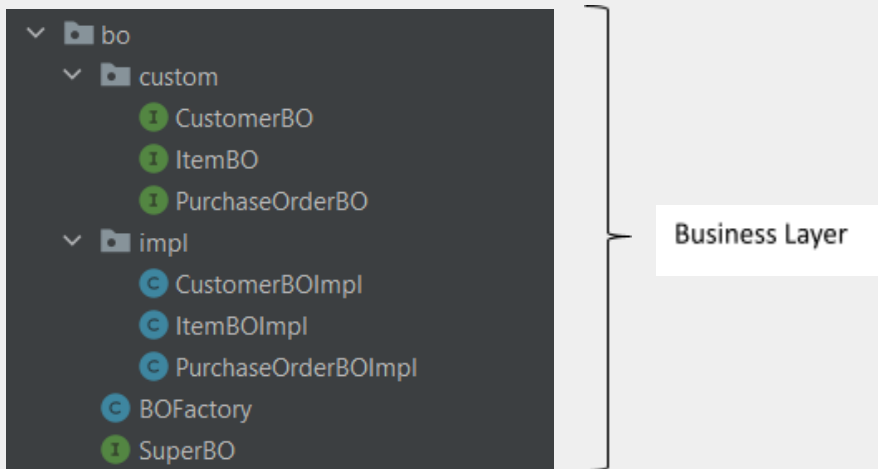 bo
custom
I CustomerBO
I ItemBO
I PurchaseOrderBO
impl
C CustomerBOImpl
C ItemBOImpl
C PurchaseOrderBOImpl
C BOFactory
I SuperBO
Business Layer